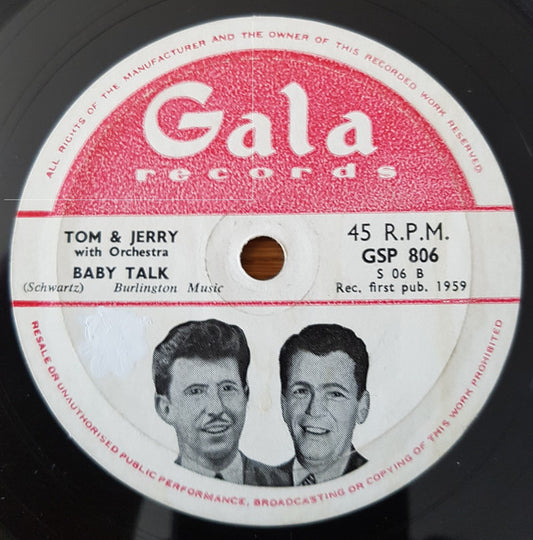 ALL RIGHTS OF THE MANUFACTURER AND THE OWNER OF THIS RECORDED WORK RESERVED.
Gala
records
TOM & JERRY
with Orchestra
BABY TALK
(Schwartz) Burlington Music
45 R.P.M.
GSP 806
S 06 B
Rec. first pub. 1959
RESALE OR UNAUTHORISED PUBLIC PERFORMANCE, BROADCASTING OR COPYING OF THIS WORK PROHIBITED